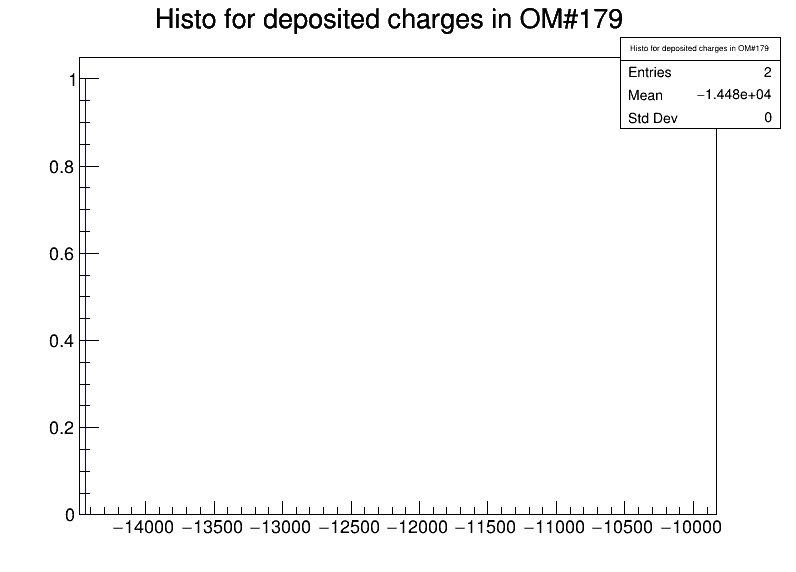 Histo for deposited charges in OM#179
Histo for deposited charges in OM#179
Entries 2
Mean −1.448e+04
Std Dev 0
1
0.8
0.6
0.4
0.2
0
−14000 −13500 −13000 −12500 −12000 −11500 −11000 −10500 −10000